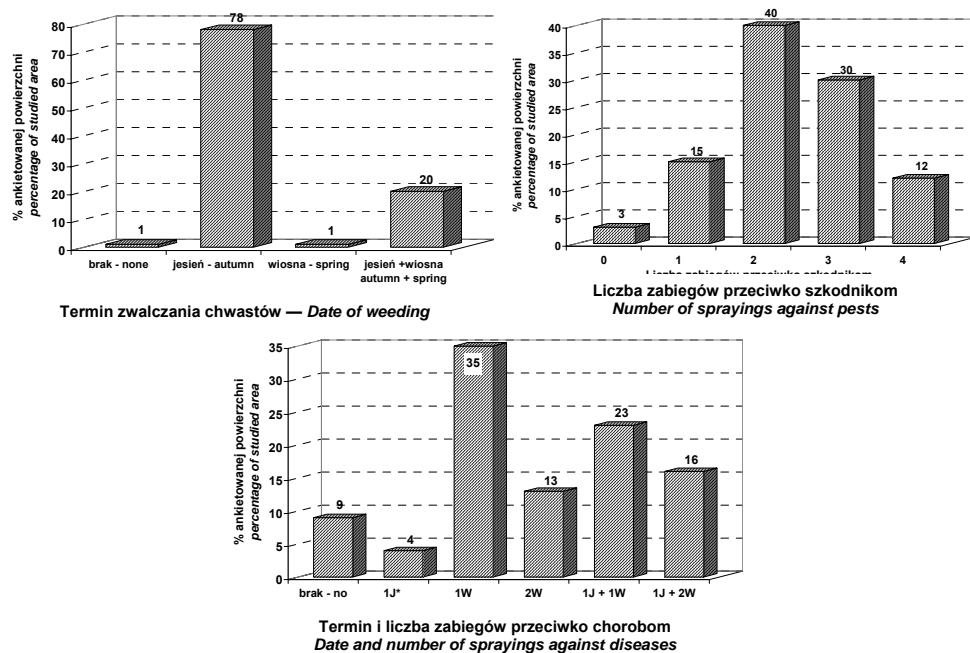 % ankietowanej powierzchni
percentage of studied area
80
70
60
50
40
30
20
10
0
1
78
1
20
brak - none
jesień - autumn
wiosna - spring
jesień +wiosna
autumn + spring
Termin zwalczania chwastów — Date of weeding
% ankietowanej powierzchni
percentage of studied area
40
35
30
25
20
15
10
5
0
3
15
40
30
12
0
1
2
3
4
Liczba zabiegów przeciwko szkodnikom
Liczba zabiegów przeciwko szkodnikom
Number of sprayings against pests
% ankietowanej powierzchni
percentage of studied area
35
30
25
20
15
10
5
0
9
4
35
13
23
16
brak - no
1J*
1W
2W
1J + 1W
1J + 2W
Termin i liczba zabiegów przeciwko chorobom
Date and number of sprayings against diseases